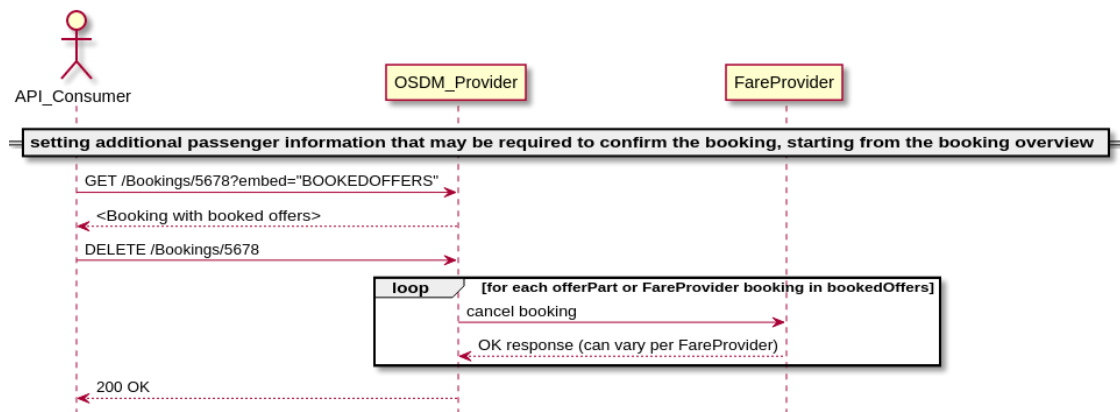 API_Consumer
OSDM_Provider
FareProvider
setting additional passenger information that may be required to confirm the booking, starting from the booking overview
GET /Bookings/5678?embed="BOOKEDOFFERS"
<Booking with booked offers>
DELETE /Bookings/5678
loop
[for each offerPart or FareProvider booking in bookedOffers]
cancel booking
OK response (can vary per FareProvider)
200 OK